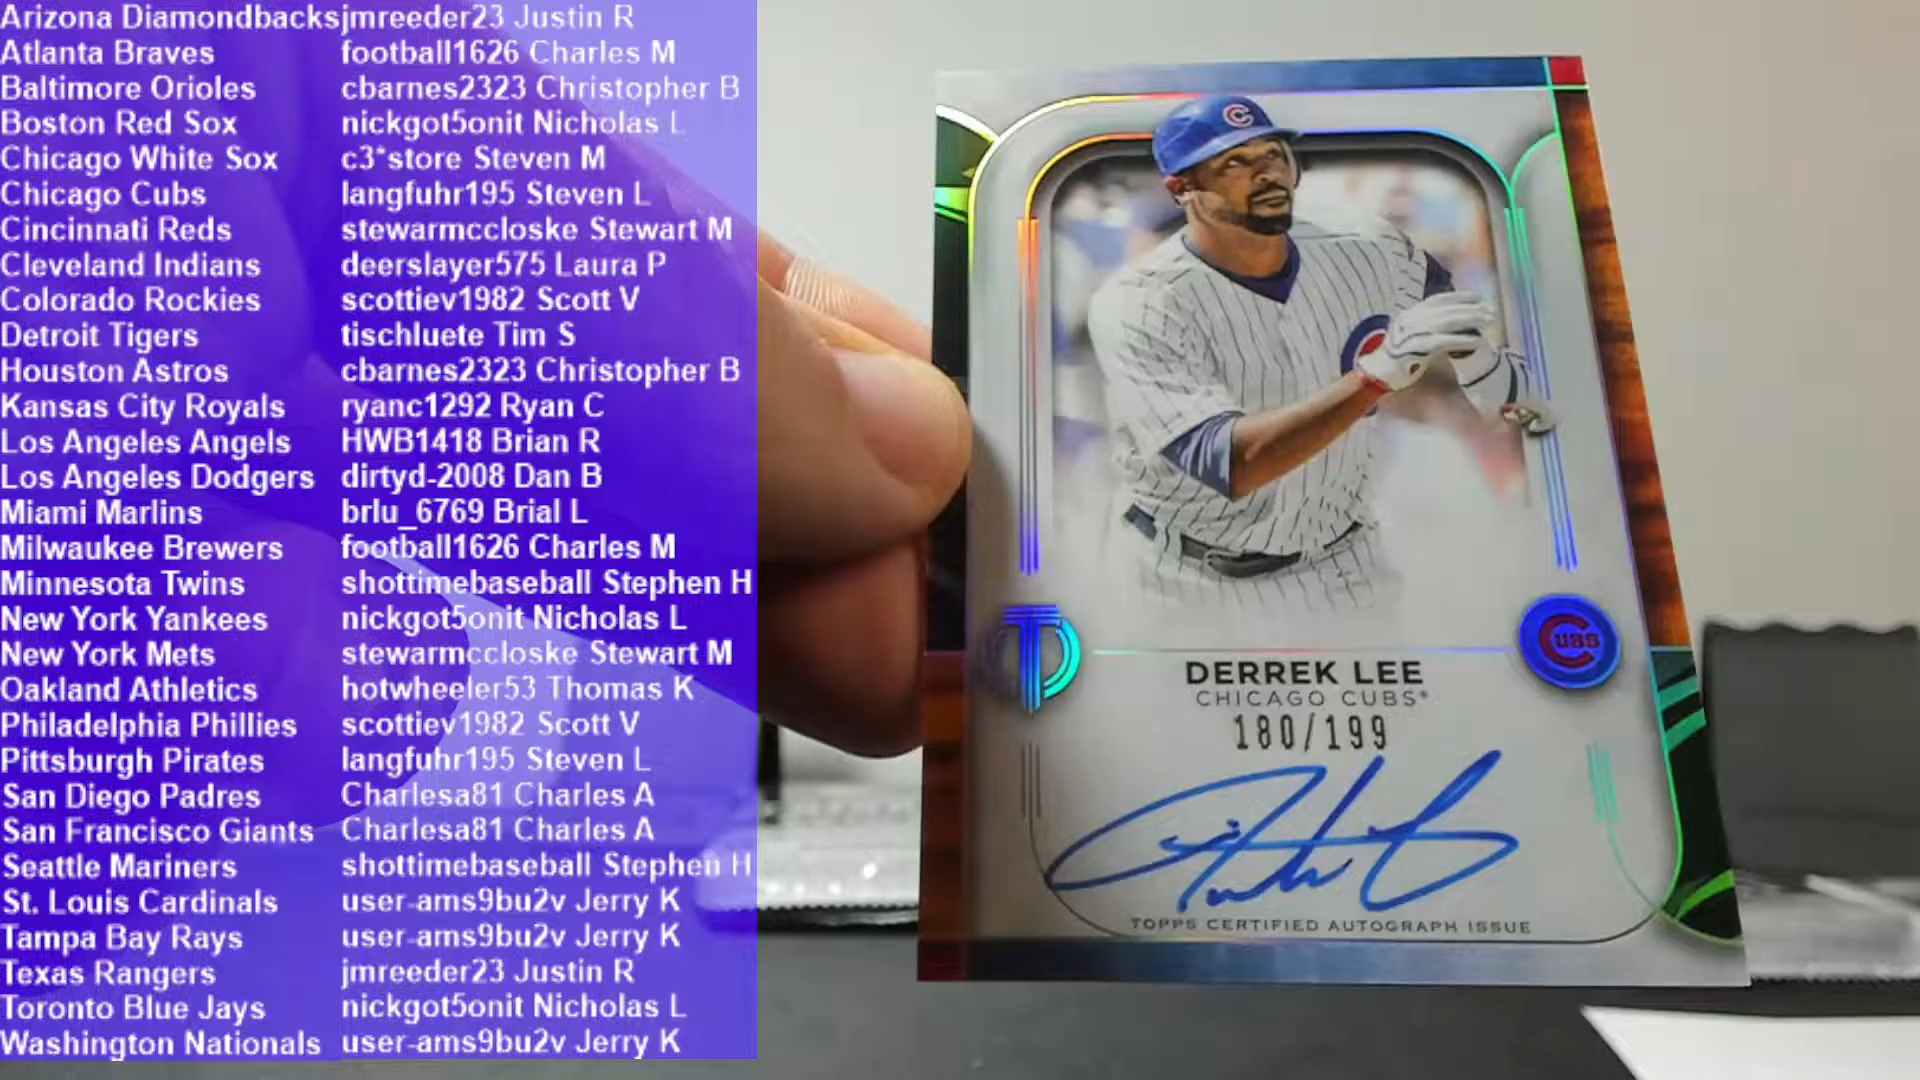 Arizona Diamondbacks jmreeder23 Justin R
Atlanta Braves football1626 Charles M
Baltimore Orioles cbarnes2323 Christopher B
Boston Red Sox nickgot5onit Nicholas L
Chicago White Sox c3*store Steven M
Chicago Cubs langfuhr195 Steven L
Cincinnati Reds stewarmccloske Stewart M
Cleveland Indians deerslayer575 Laura P
Colorado Rockies scottiev1982 Scott V
Detroit Tigers tischluete Tim S
Houston Astros cbarnes2323 Christopher B
Kansas City Royals ryanc1292 Ryan C
Los Angeles Angels HWB1418 Brian R
Los Angeles Dodgers dirtyd-2008 Dan B
Miami Marlins brlu_6769 Brial L
Milwaukee Brewers football1626 Charles M
Minnesota Twins shottimebaseball Stephen H
New York Yankees nickgot5onit Nicholas L
New York Mets stewarmccloske Stewart M
Oakland Athletics hotwheeler53 Thomas K
Philadelphia Phillies scottiev1982 Scott V
Pittsburgh Pirates langfuhr195 Steven L
San Diego Padres Charlesa81 Charles A
San Francisco Giants Charlesa81 Charles A
Seattle Mariners shottimebaseball Stephen H
St. Louis Cardinals user-ams9bu2v Jerry K
Tampa Bay Rays user-ams9bu2v Jerry K
Texas Rangers jmreeder23 Justin R
Toronto Blue Jays nickgot5onit Nicholas L
Washington Nationals user-ams9bu2v Jerry K
C
T
CUBS
DERREK LEE
CHICAGO CUBS®
180/199
TOPPS CERTIFIED AUTOGRAPH ISSUE